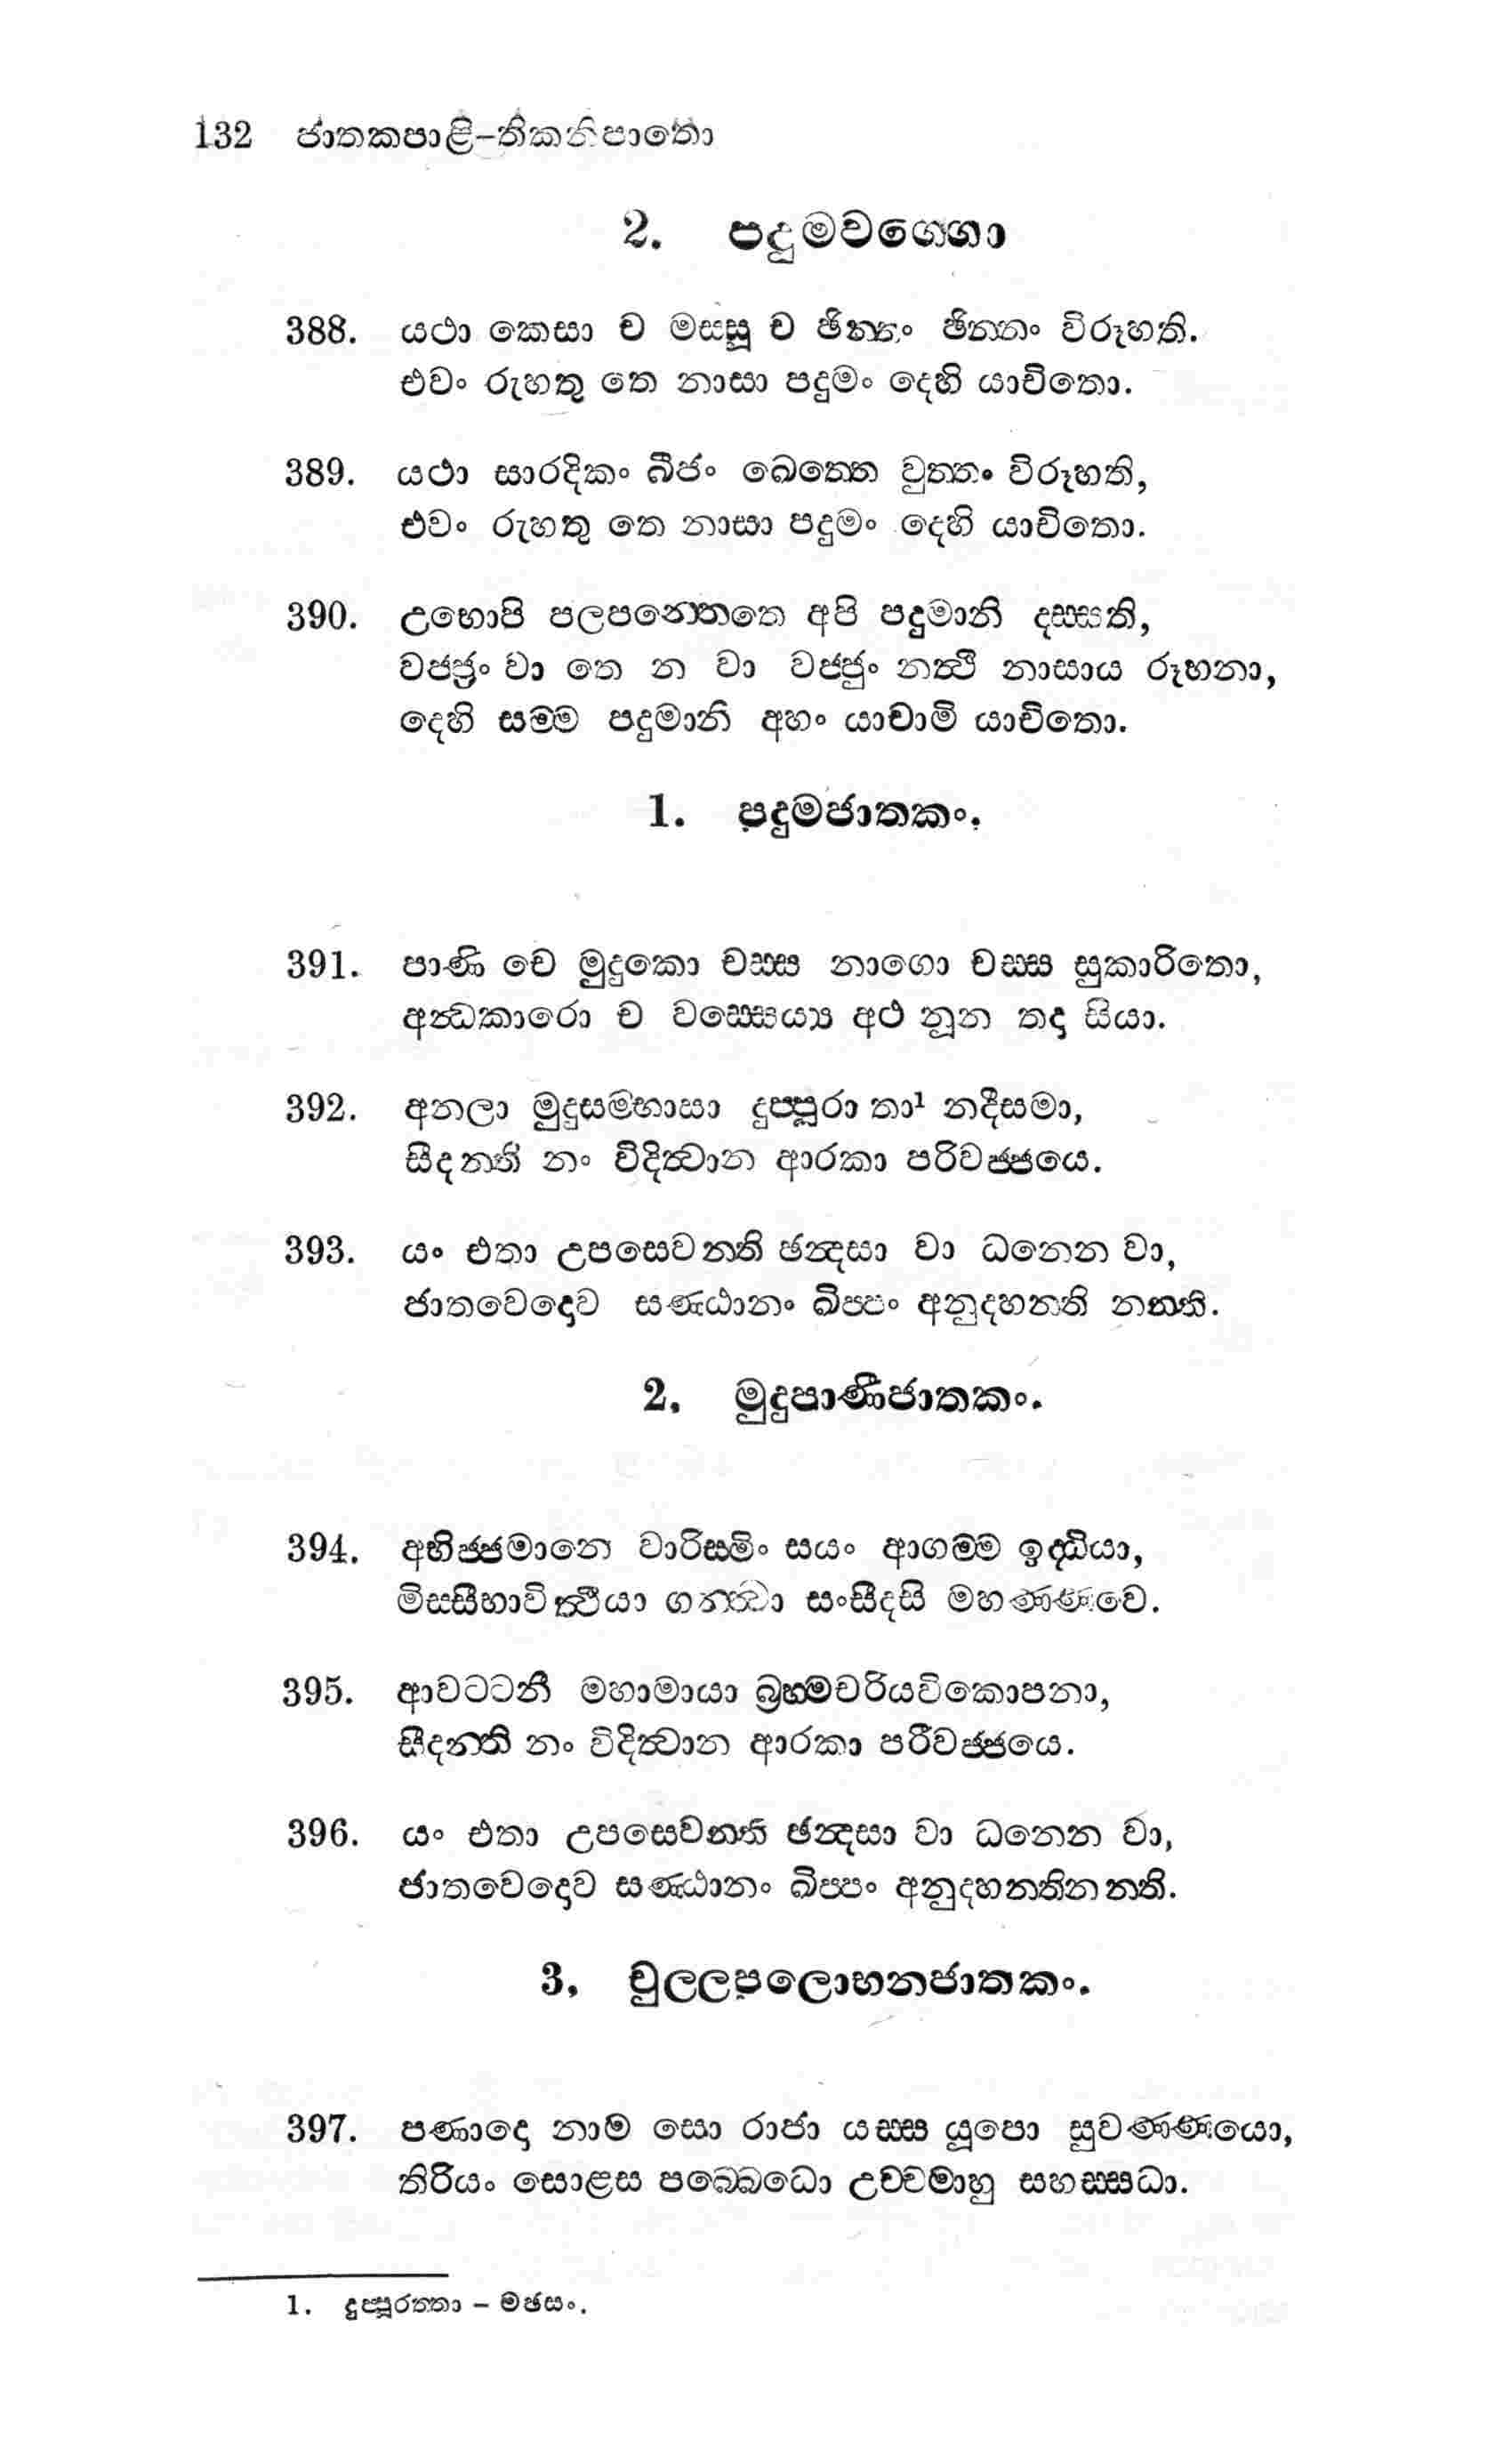 132 ජාතකපාළි-තිකනිපාතො
2. පදුමවග්ගො
388. යථා කෙසා ච මස්සූ ච ඡින්නං ඡින්නං විරූහති.
එවං රුහතු තෙ නාසා පදුමං දෙහි යාචිතො.
389. යථා සාරදිකං බීජං ඛෙත්තෙ වුත්තං විරූහති,
එවං රුහතු තෙ නාසා පදුමං දෙහි යාචිතො.
390. උභොපි පලපන්තෙතෙ අපි පදුමානි දස්සති,
වජ්ජුං වා තෙ න වා වජ්ජුං නත්ථි නාසාය රූහනා,
දෙහි සම්ම පදුමානි අහං යාචාමි යාචිතො.
1. පදුමජාතකං.
391. පාණි චෙ මුදුකො චස්ස නාගො චස්ස සුකාරිතො,
අන්ධකාරො ච වස්සෙය්‍ය අථ නූන තදා සියා.
392. අනලා මුදුසම්භාසා දුප්පූරා තා¹ නදීසමා,
සීදන්ති නං විදිත්වාන ආරකා පරිවජ්ජයෙ.
393. යං එතා උපසෙවන්ති ඡන්දසා වා ධනෙන වා,
ජාතවෙදොව සණ්ඨානං ඛිප්පං අනුදහන්ති නන්ති.
2. මුදුපාණිජාතකං.
394. අභිජ්ජමානෙ වාරිස්මිං සයං ආගම්ම ඉද්ධියා,
මිස්සීභාවිත්ථියා ගන්ත්වා සංසීදසි මහණ්ණවෙ.
395. ආවට්ටනී මහාමායා බ්‍රහ්මචරියවිකොපනා,
සීදන්ති නං විදිත්වාන ආරකා පරිවජ්ජයෙ.
396. යං එතා උපසෙවන්ති ඡන්දසා වා ධනෙන වා,
ජාතවෙදොව සණ්ඨානං ඛිප්පං අනුදහන්තිනන්ති.
3. චුල්ලපලොභනජාතකං.
397. පණාදො නාම සො රාජා යස්ස යූපො සුවණ්ණයො,
තිරියං සොළස පබ්බෙධො උච්චමාහු සහස්සධා.
1. දුප්පූරත්තා – මඡසං.